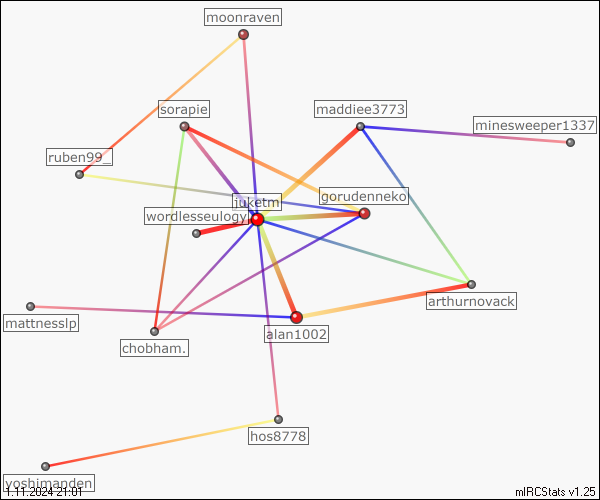 moonraven
sorapie
maddiee3773
minesweeper1337
ruben99_
juketm
gorudenneko
wordlesseulogy
arthurnovack
mattnesslp
chobham.
alan1002
hos8778
yoshimanden
1.11.2024 21:01
mIRCStats v1.25